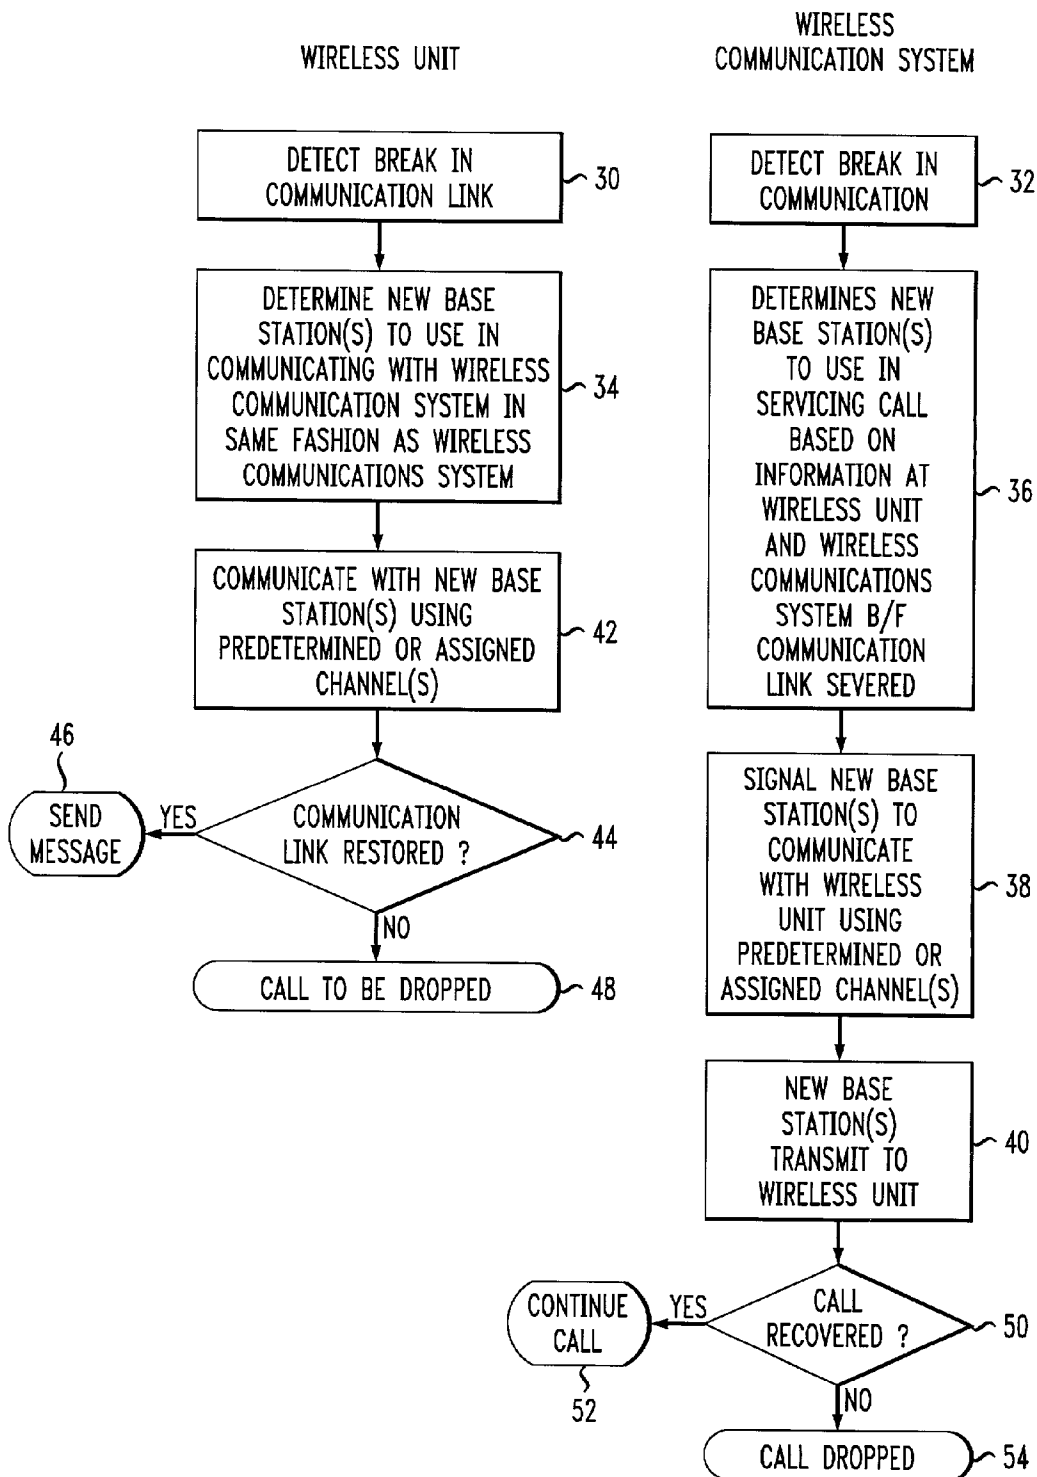 WIRELESS UNIT
DETECT BREAK IN
COMMUNICATION LINK
30
DETERMINE NEW BASE
STATION(S) TO USE IN
COMMUNICATING WITH WIRELESS
COMMUNICATION SYSTEM IN
SAME FASHION AS WIRELESS
COMMUNICATIONS SYSTEM
34
COMMUNICATE WITH NEW BASE
STATION(S) USING
PREDETERMINED OR ASSIGNED
CHANNEL(S)
42
COMMUNICATION
LINK RESTORED ?
44
YES
46
SEND
MESSAGE
NO
CALL TO BE DROPPED
48
WIRELESS
COMMUNICATION SYSTEM
DETECT BREAK IN
COMMUNICATION
32
DETERMINES NEW
BASE STATION(S)
TO USE IN
SERVICING CALL
BASED ON
INFORMATION AT
WIRELESS UNIT
AND WIRELESS
COMMUNICATIONS
SYSTEM B/F
COMMUNICATION
LINK SEVERED
36
SIGNAL NEW BASE
STATION(S) TO
COMMUNICATE
WITH WIRELESS
UNIT USING
PREDETERMINED OR
ASSIGNED CHANNEL(S)
38
NEW BASE
STATION(S)
TRANSMIT TO
WIRELESS UNIT
40
CALL
RECOVERED ?
50
YES
CONTINUE
CALL
52
NO
CALL DROPPED
54